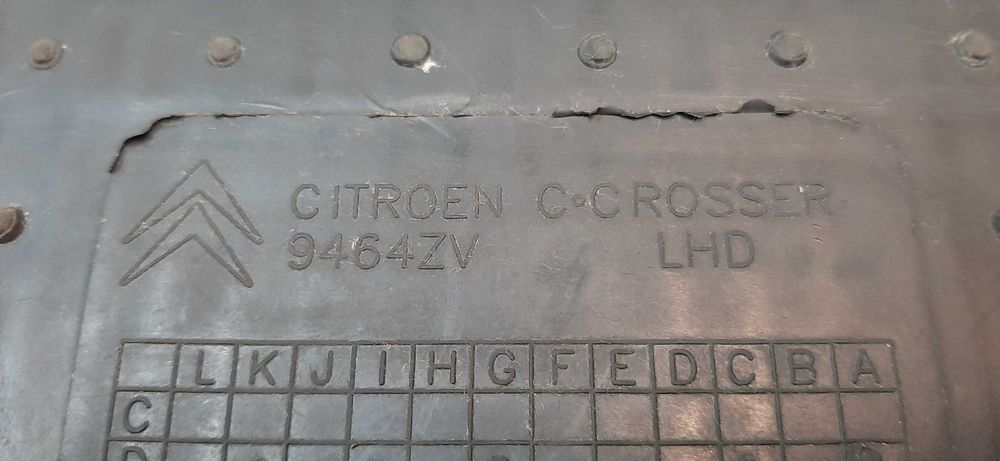 CITROEN C-CROSSER
9464ZV LHD
L K J I H G F E D C B A
C